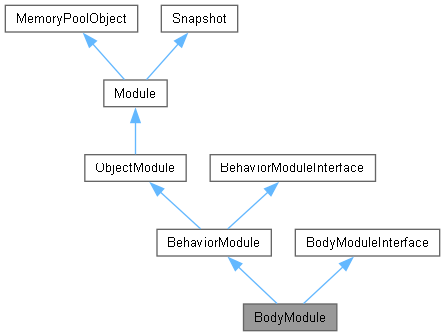 MemoryPoolObject
Snapshot
Module
ObjectModule
BehaviorModuleInterface
BehaviorModule
BodyModuleInterface
BodyModule